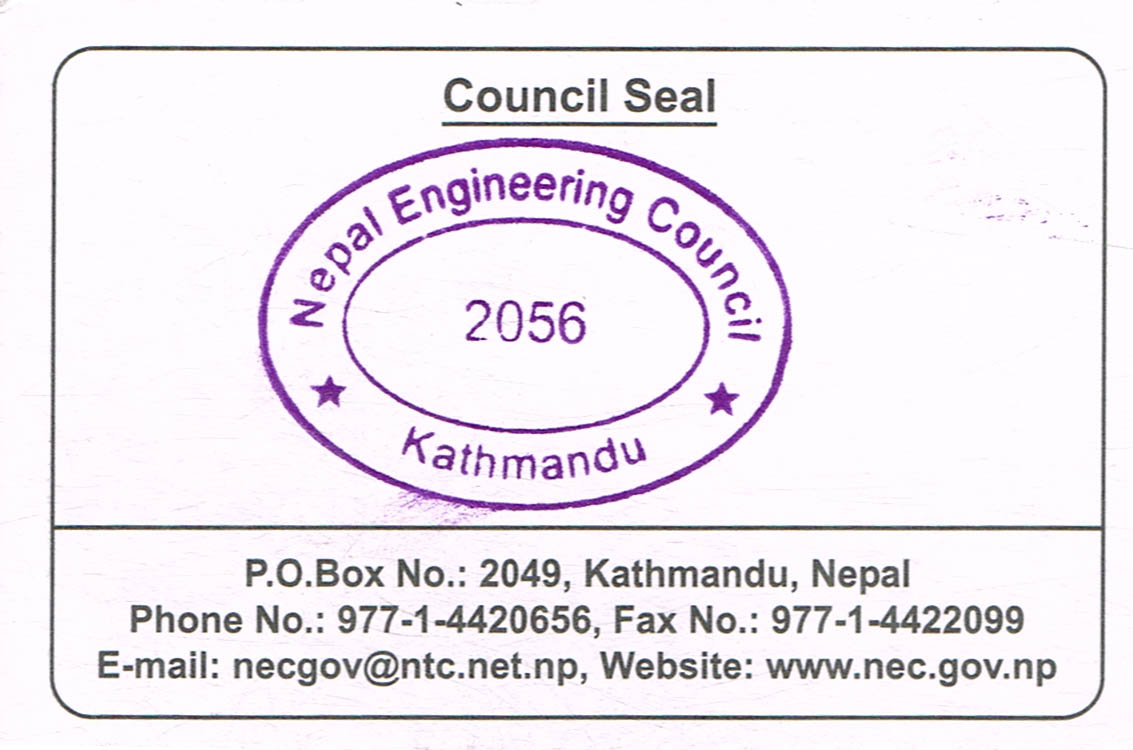 Council Seal
Nepal Engineering Council
2056
★ Kathmandu ★
P.O.Box No.: 2049, Kathmandu, Nepal
Phone No.: 977-1-4420656, Fax No.: 977-1-4422099
E-mail: necgov@ntc.net.np, Website: www.nec.gov.np